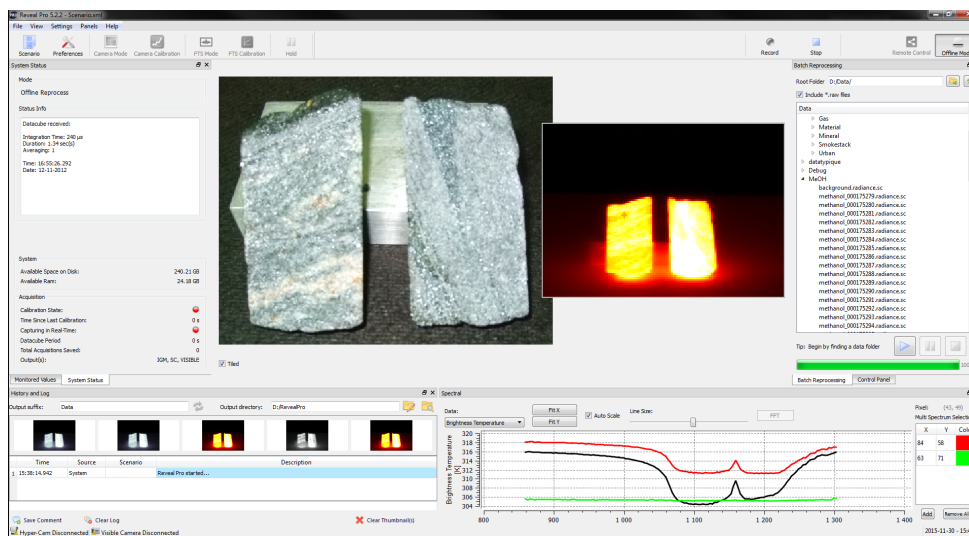 Reveal Pro 5.2.2 - Scenario.xml
File View Settings Panels Help
Scenario Preferences Camera Mode Camera Calibration FTS Mode FTS Calibration Hold Record Stop Remote Control Offline Mod
System Status
Mode
Offline Reprocess
Status Info
Datacube received:
Integration Time: 240 µs
Duration: 1.34 sec(s)
Averaging: 1
Time: 16:55:26.292
Date: 12-11-2012
System
Available Space on Disk: 240.21 GB
Available Ram: 24.18 GB
Acquisition
Calibration State:
Time Since Last Calibration: 0 s
Capturing in Real-Time:
Datacube Period 0 s
Total Acquisitions Saved: 0
Output(s): IGM, SC, VISIBLE
Monitored Values System Status
Tiled
Batch Reprocessing
Root Folder D:/Data/
Include *.raw files
Data
Gas
Material
Mineral
Smokestack
Urban
datatypique
Debug
MeOH
background.radiance.sc
methanol_000175279.radiance.sc
methanol_000175280.radiance.sc
methanol_000175281.radiance.sc
methanol_000175282.radiance.sc
methanol_000175283.radiance.sc
methanol_000175284.radiance.sc
methanol_000175285.radiance.sc
methanol_000175286.radiance.sc
methanol_000175287.radiance.sc
methanol_000175288.radiance.sc
methanol_000175289.radiance.sc
methanol_000175290.radiance.sc
methanol_000175291.radiance.sc
methanol_000175292.radiance.sc
methanol_000175293.radiance.sc
methanol_000175294.radiance.sc
Tip: Begin by finding a data folder
100
Batch Reprocessing Control Panel
History and Log
Output suffix: Data Output directory: D:/RevealPro
Time Source Scenario Description
1 15:38:14.942 System Reveal Pro started...
Save Comment Clear Log Clear Thumbnail(s)
Hyper-Cam Disconnected Visible Camera Disconnected
Spectral
Data: Fit X Auto Scale Line Size: FFT
Brightness Temperature Fit Y
Brightness Temperature [K]
320
318
316
314
312
310
308
306
304
800 900 1 000 1 100 1 200 1 300 1 400
Pixel: (43, 49)
Multi Spectrum Selectio
X Y Colo
84 58
63 71
Add Remove All
2015-11-30 - 15:4